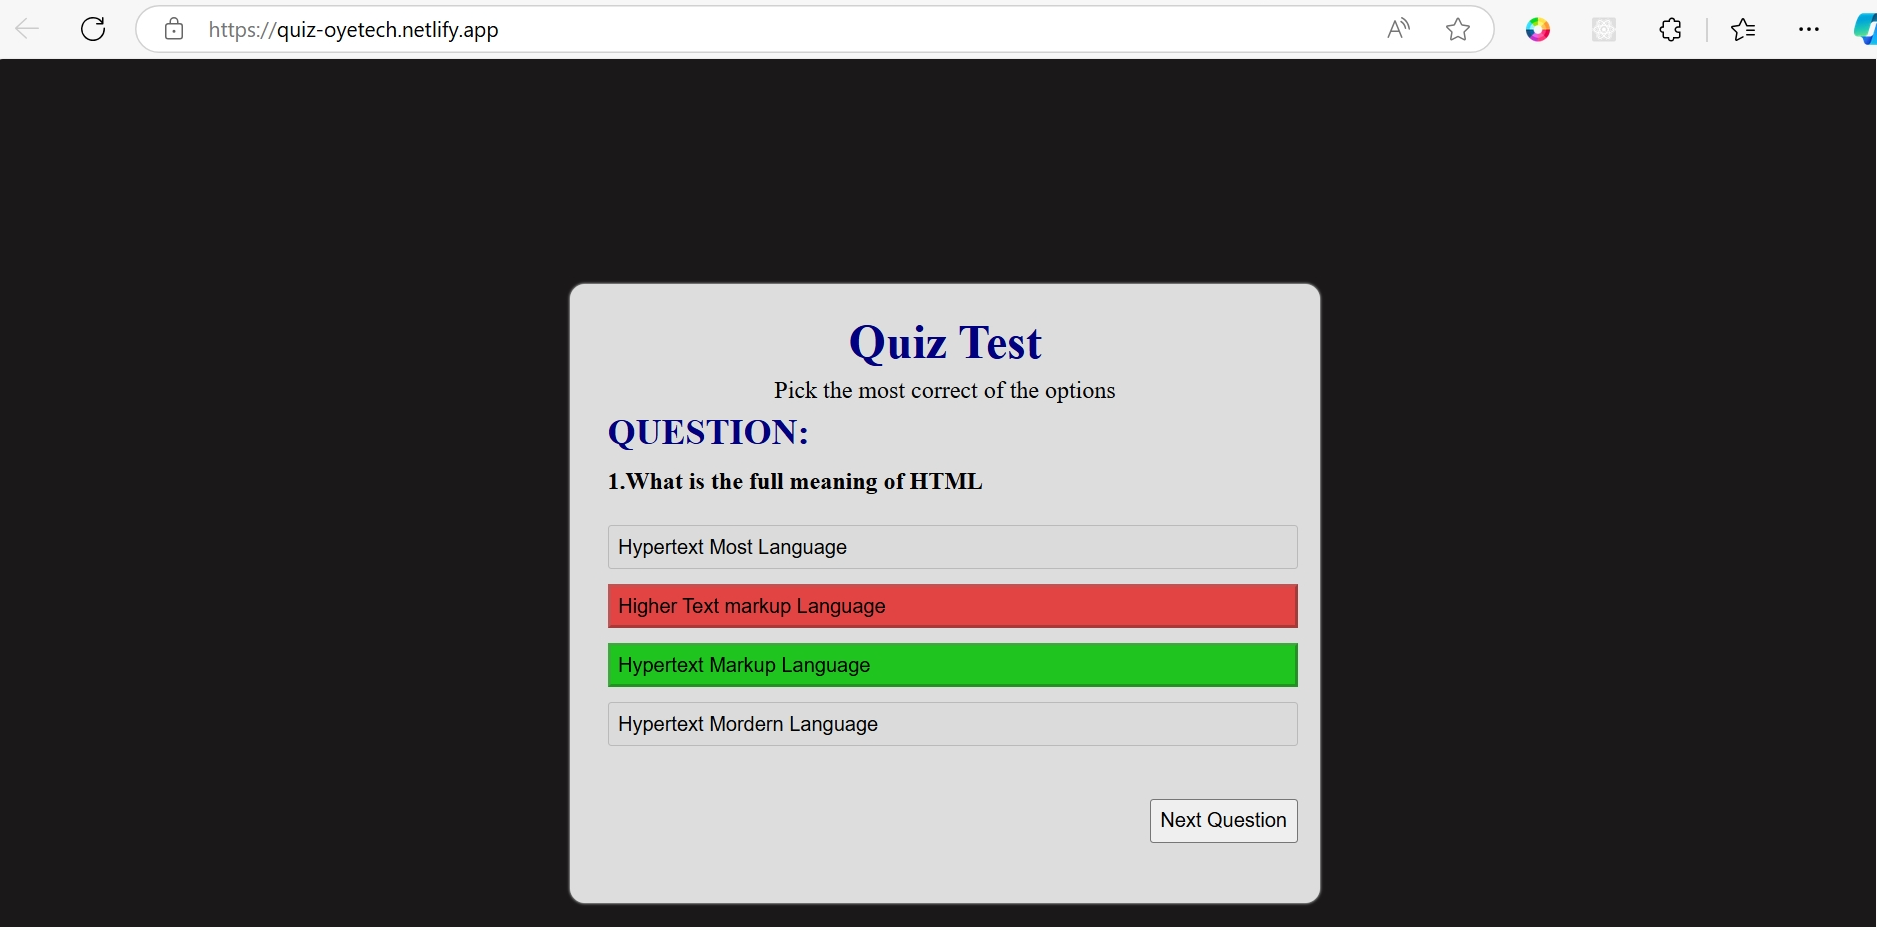 https://quiz-oyetech.netlify.app
Quiz Test
Pick the most correct of the options
QUESTION:
1.What is the full meaning of HTML
Hypertext Most Language
Higher Text markup Language
Hypertext Markup Language
Hypertext Mordern Language
Next Question